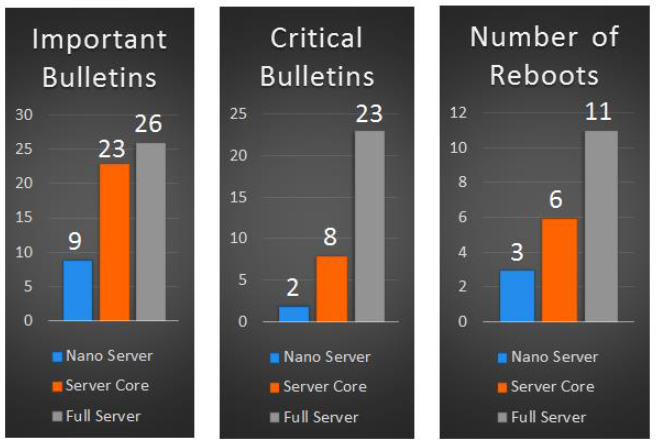 Important
Bulletins
30
25
20
15
10
5
0
9
23
26
Nano Server
Server Core
Full Server
Critical
Bulletins
25
20
15
10
5
0
2
8
23
Nano Server
Server Core
Full Server
Number of
Reboots
12
10
8
6
4
2
0
3
6
11
Nano Server
Server Core
Full Server